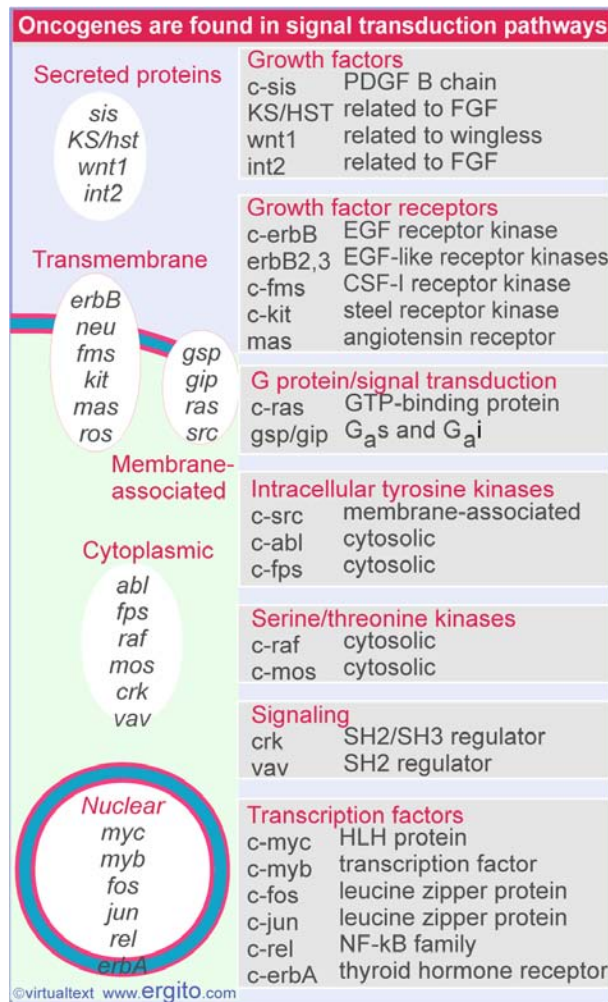 Oncogenes are found in signal transduction pathways
Secreted proteins
sis
KS/hst
wnt1
int2
Transmembrane
erbB
neu
fms
kit
mas
ros
gsp
gip
ras
src
Membrane-
associated
Cytoplasmic
abl
fps
raf
mos
crk
vav
Nuclear
myc
myb
fos
jun
rel
erbA
Growth factors
c-sis PDGF B chain
KS/HST related to FGF
wnt1 related to wingless
int2 related to FGF
Growth factor receptors
c-erbB EGF receptor kinase
erbB2,3 EGF-like receptor kinases
c-fms CSF-I receptor kinase
c-kit steel receptor kinase
mas angiotensin receptor
G protein/signal transduction
c-ras GTP-binding protein
gsp/gip Gas and Gai
Intracellular tyrosine kinases
c-src membrane-associated
c-abl cytosolic
c-fps cytosolic
Serine/threonine kinases
c-raf cytosolic
c-mos cytosolic
Signaling
crk SH2/SH3 regulator
vav SH2 regulator
Transcription factors
c-myc HLH protein
c-myb transcription factor
c-fos leucine zipper protein
c-jun leucine zipper protein
c-rel NF-kB family
c-erbA thyroid hormone receptor
©virtualtext www.ergito.com